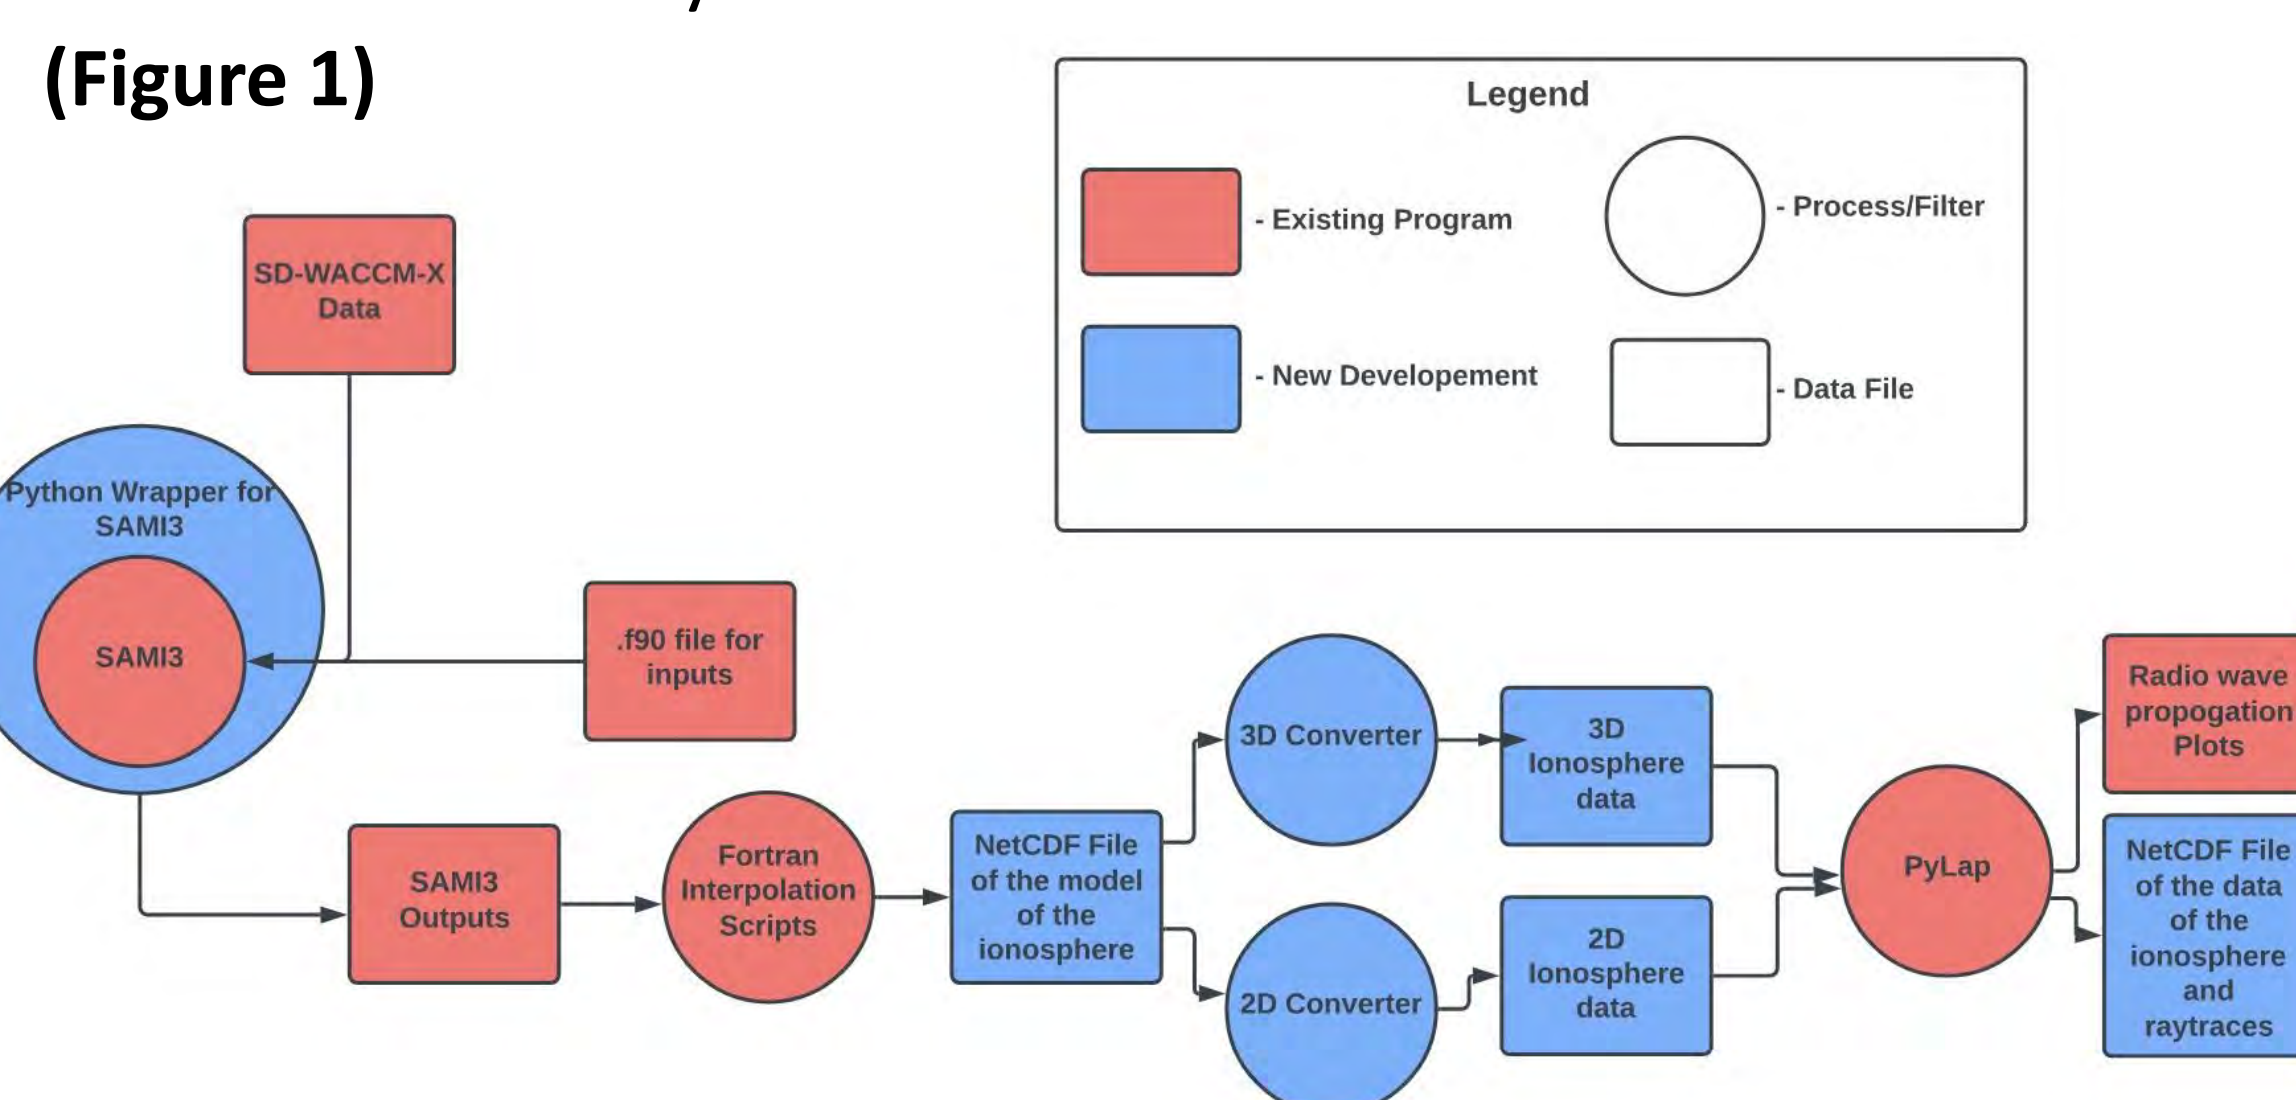 (Figure 1)
Legend
- Existing Program
- Process/Filter
- New Developement
- Data File
SD-WACCM-X
Data
Python Wrapper for
SAMI3
SAMI3
.f90 file for
inputs
SAMI3
Outputs
Fortran
Interpolation
Scripts
NetCDF File
of the model
of the
ionosphere
3D Converter
2D Converter
3D
Ionosphere
data
2D
Ionosphere
data
PyLap
Radio wave
propogation
Plots
NetCDF File
of the data
of the
ionosphere
and
raytraces